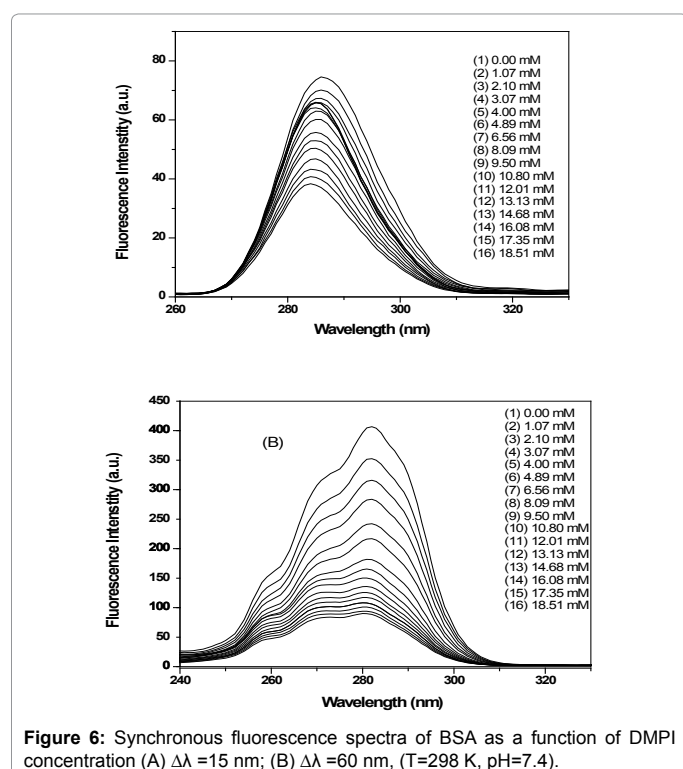 80
60
40
20
0
260
280
300
320
Fluorescence Intenstity (a.u.)
Wavelength (nm)
(1) 0.00 mM
(2) 1.07 mM
(3) 2.10 mM
(4) 3.07 mM
(5) 4.00 mM
(6) 4.89 mM
(7) 6.56 mM
(8) 8.09 mM
(9) 9.50 mM
(10) 10.80 mM
(11) 12.01 mM
(12) 13.13 mM
(13) 14.68 mM
(14) 16.08 mM
(15) 17.35 mM
(16) 18.51 mM
450
400
350
300
250
200
150
100
50
0
240
260
280
300
320
Fluorescence Intenstity (a.u.)
Wavelength (nm)
(B)
(1) 0.00 mM
(2) 1.07 mM
(3) 2.10 mM
(4) 3.07 mM
(5) 4.00 mM
(6) 4.89 mM
(7) 6.56 mM
(8) 8.09 mM
(9) 9.50 mM
(10) 10.80 mM
(11) 12.01 mM
(12) 13.13 mM
(13) 14.68 mM
(14) 16.08 mM
(15) 17.35 mM
(16) 18.51 mM
Figure 6: Synchronous fluorescence spectra of BSA as a function of DMPI
concentration (A) Δλ =15 nm; (B) Δλ =60 nm, (T=298 K, pH=7.4).